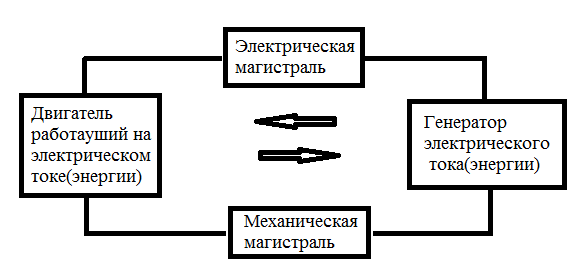 Электрическая
магистраль
Двигатель
работауший на
электрическом
токе(энергии)
Генератор
электрического
тока(энергии)
Механическая
магистраль